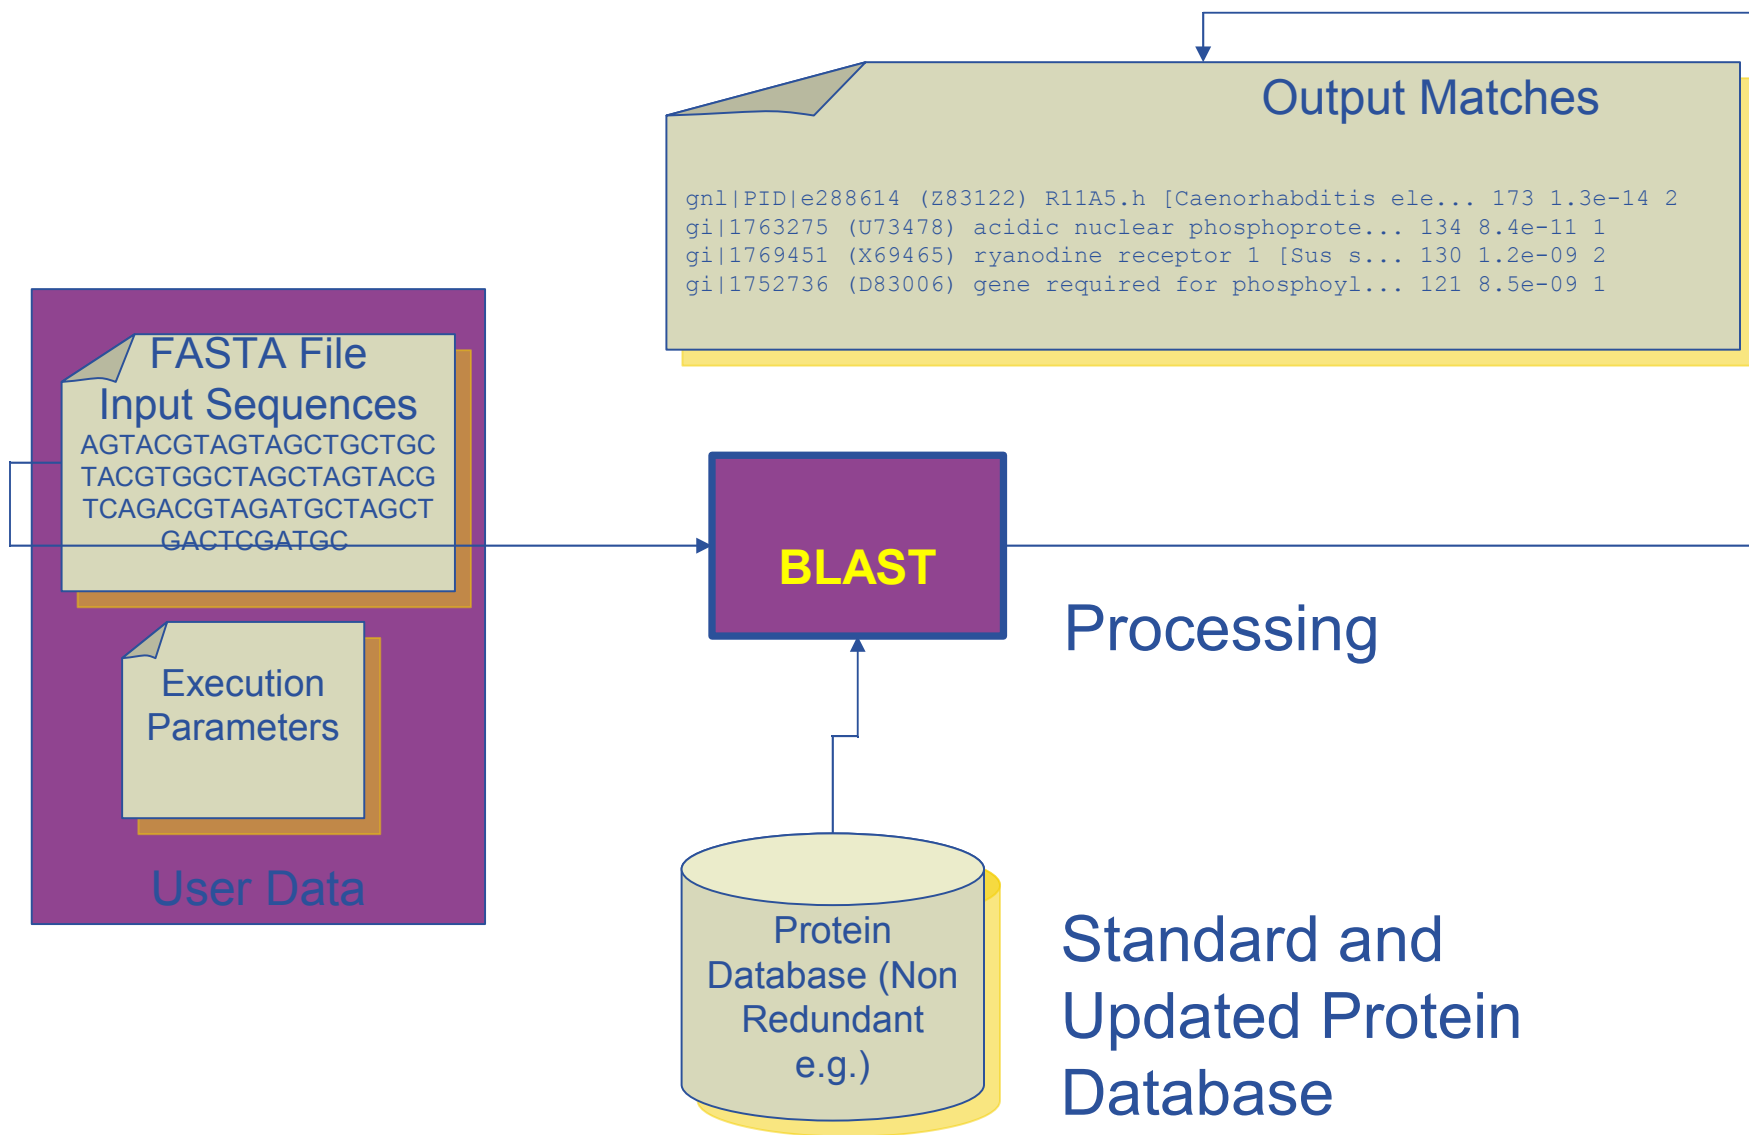 Output Matches
gnl|PID|e288614 (Z83122) R11A5.h [Caenorhabditis ele... 173 1.3e-14 2
gi|1763275 (U73478) acidic nuclear phosphoprote... 134 8.4e-11 1
gi|1769451 (X69465) ryanodine receptor 1 [Sus s... 130 1.2e-09 2
gi|1752736 (D83006) gene required for phosphoyl... 121 8.5e-09 1
FASTA File
Input Sequences
AGTACGTAGTAGCTGCTGC
TACGTGGCTAGCTAGTACG
TCAGACGTAGATGCTAGCT
GACTCGATGC
Execution
Parameters
User Data
BLAST
Processing
Protein
Database (Non
Redundant
e.g.)
Standard and
Updated Protein
Database